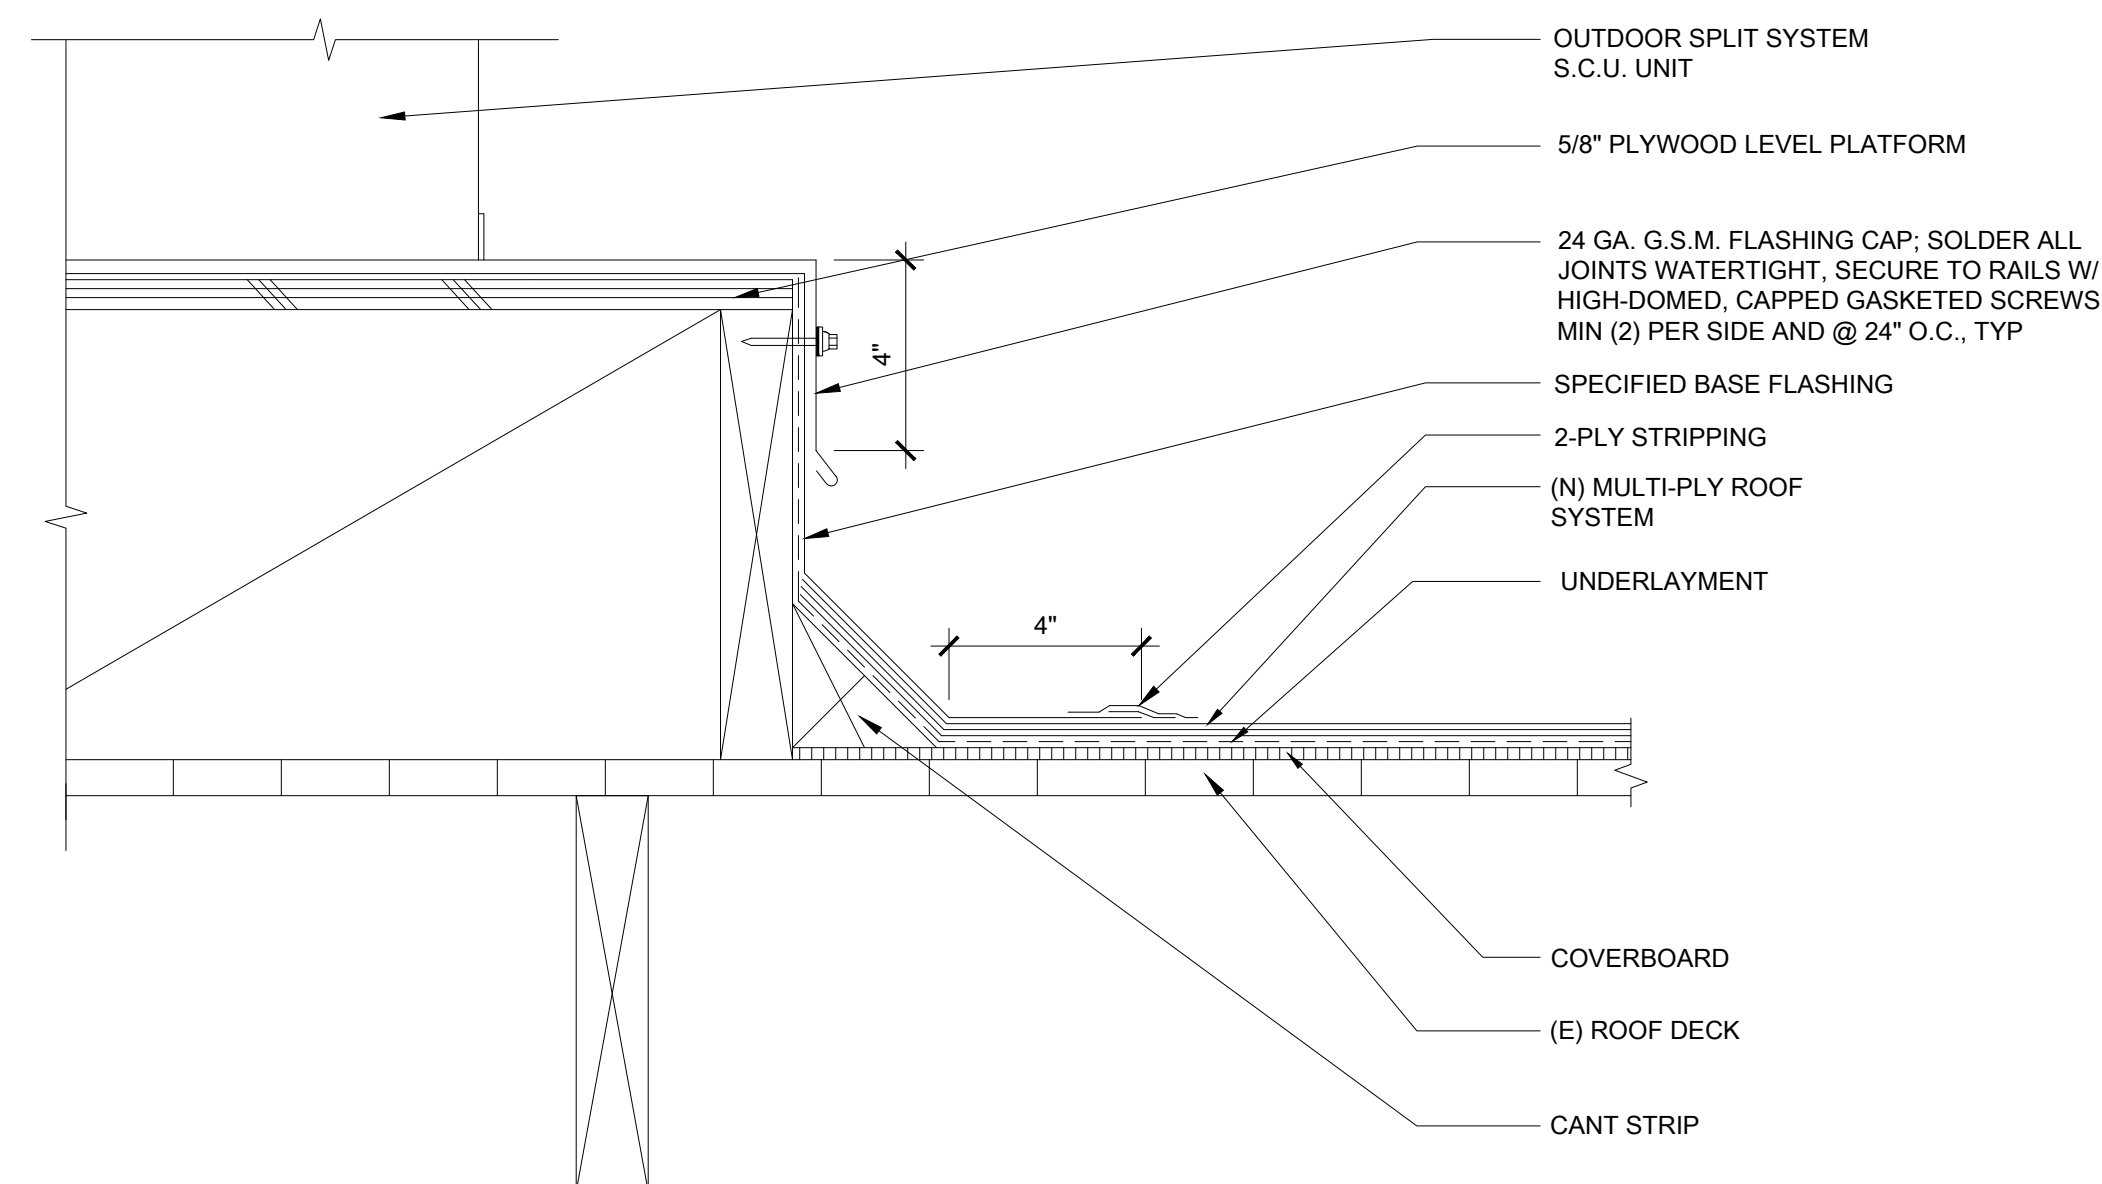 OUTDOOR SPLIT SYSTEM
S.C.U. UNIT
5/8" PLYWOOD LEVEL PLATFORM
24 GA. G.S.M. FLASHING CAP; SOLDER ALL
JOINTS WATERTIGHT, SECURE TO RAILS W/
HIGH-DOMED, CAPPED GASKETED SCREWS
MIN (2) PER SIDE AND @ 24" O.C., TYP
4"
SPECIFIED BASE FLASHING
2-PLY STRIPPING
(N) MULTI-PLY ROOF
SYSTEM
UNDERLAYMENT
4"
COVERBOARD
(E) ROOF DECK
CANT STRIP